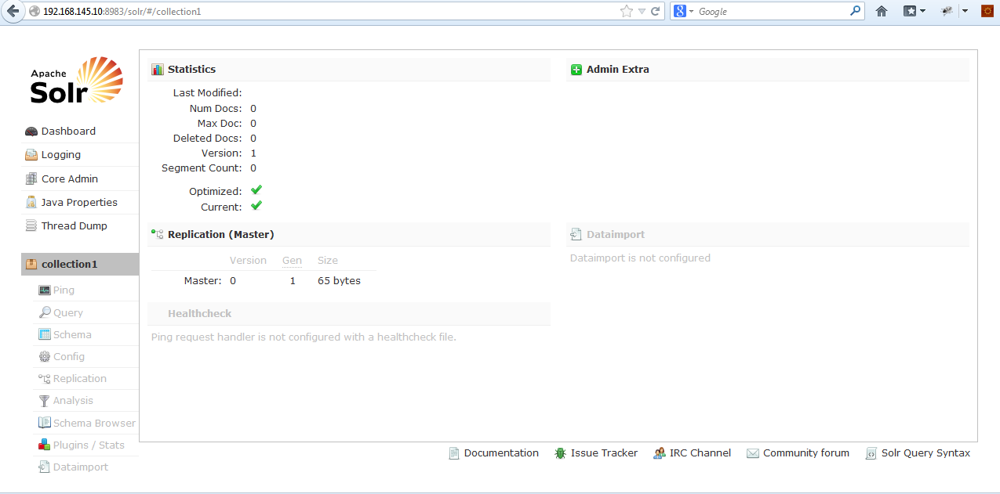 192.168.145.10:8983/solr/#/collection1
8 Google
Apache
Solr
Dashboard
Logging
Core Admin
Java Properties
Thread Dump
collection1
Ping
Query
Schema
Config
Replication
Analysis
Schema Browser
Plugins / Stats
Dataimport
Statistics
Last Modified:
Num Docs: 0
Max Doc: 0
Deleted Docs: 0
Version: 1
Segment Count: 0
Optimized:
Current:
Replication (Master)
Version Gen Size
Master: 0 1 65 bytes
Healthcheck
Ping request handler is not configured with a healthcheck file.
Admin Extra
Dataimport
Dataimport is not configured
Documentation Issue Tracker IRC Channel Community forum Solr Query Syntax